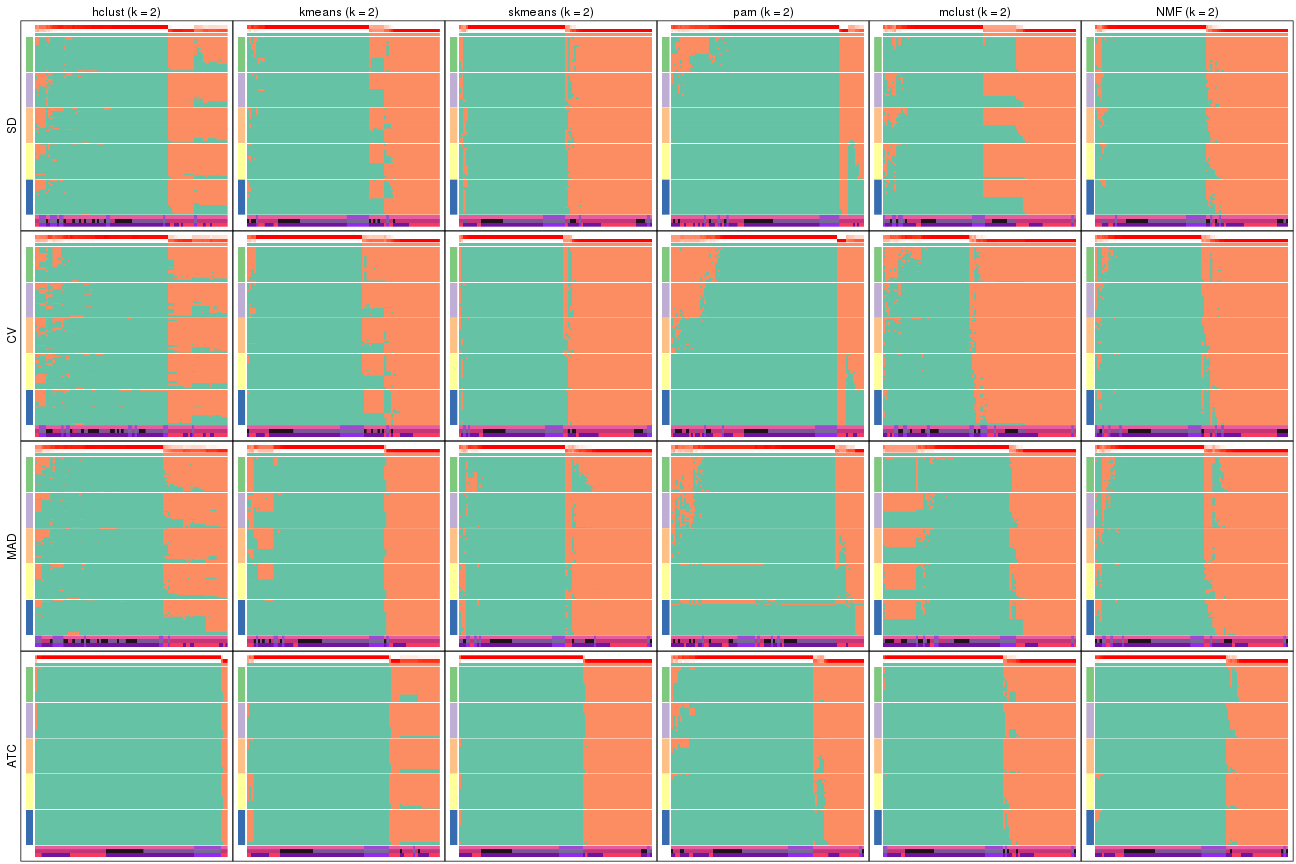 hclust (k = 2)
kmeans (k = 2)
skmeans (k = 2)
pam (k = 2)
mclust (k = 2)
NMF (k = 2)
SD
CV
MAD
ATC